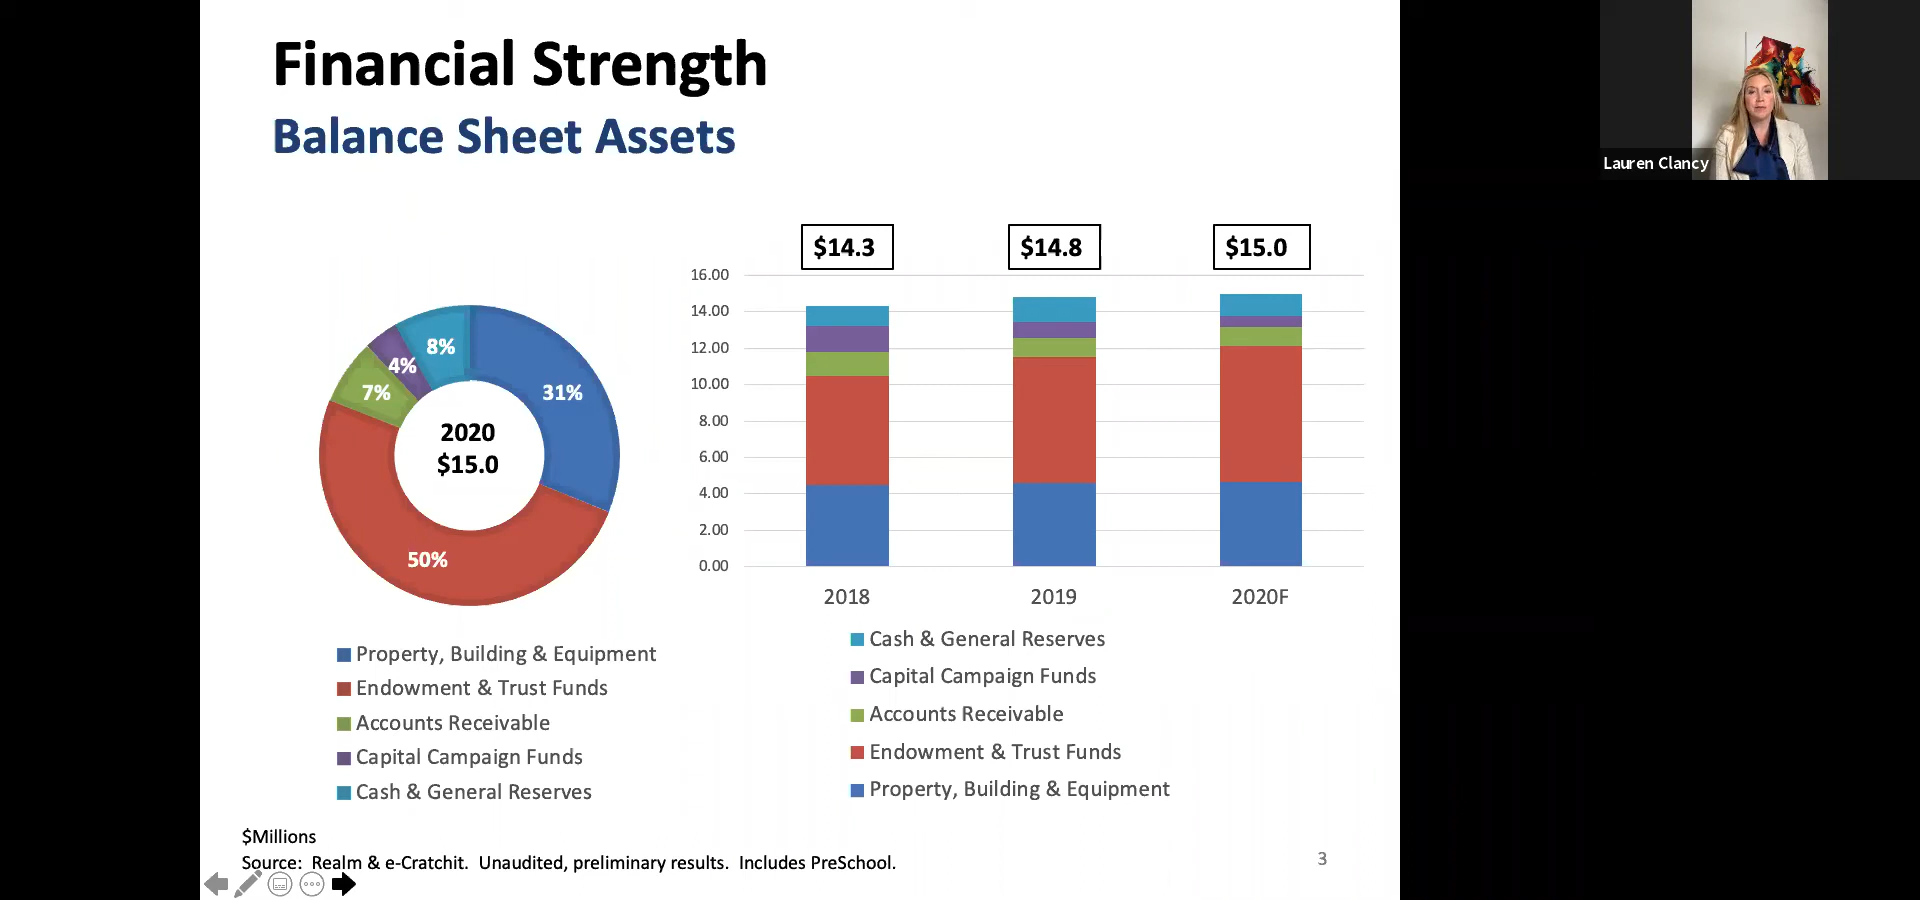 Financial Strength
Balance Sheet Assets
Lauren Clancy
2020
$15.0
31%
50%
7%
4%
8%
Property, Building & Equipment
Endowment & Trust Funds
Accounts Receivable
Capital Campaign Funds
Cash & General Reserves
$14.3
$14.8
$15.0
16.00
14.00
12.00
10.00
8.00
6.00
4.00
2.00
0.00
2018
2019
2020F
Cash & General Reserves
Capital Campaign Funds
Accounts Receivable
Endowment & Trust Funds
Property, Building & Equipment
$Millions
Source:  Realm & e-Cratchit.  Unaudited, preliminary results.  Includes PreSchool.
3